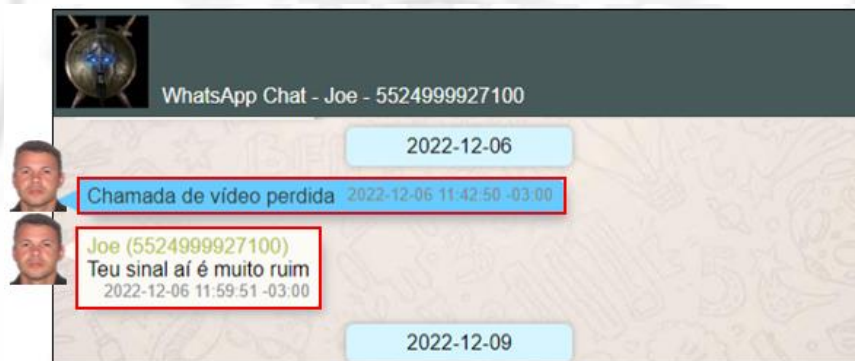 WhatsApp Chat - Joe - 5524999927100
2022-12-06
Chamada de vídeo perdida 2022-12-06 11:42:50 -03:00
Joe (5524999927100)
Teu sinal aí é muito ruim
2022-12-06 11:59:51 -03:00
2022-12-09